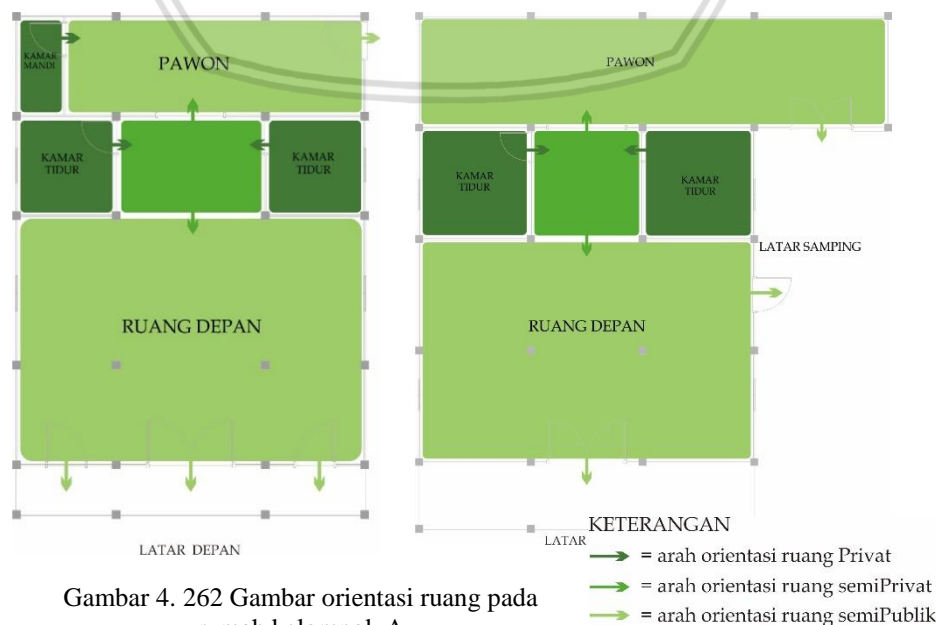 KAMAR
MANDI
PAWON
KAMAR
TIDUR
KAMAR
TIDUR
RUANG DEPAN
LATAR DEPAN
PAWON
KAMAR
TIDUR
KAMAR
TIDUR
LATAR SAMPING
RUANG DEPAN
LATAR
KETERANGAN
= arah orientasi ruang Privat
= arah orientasi ruang semiPrivat
= arah orientasi ruang semiPublik
Gambar 4. 262 Gambar orientasi ruang pada